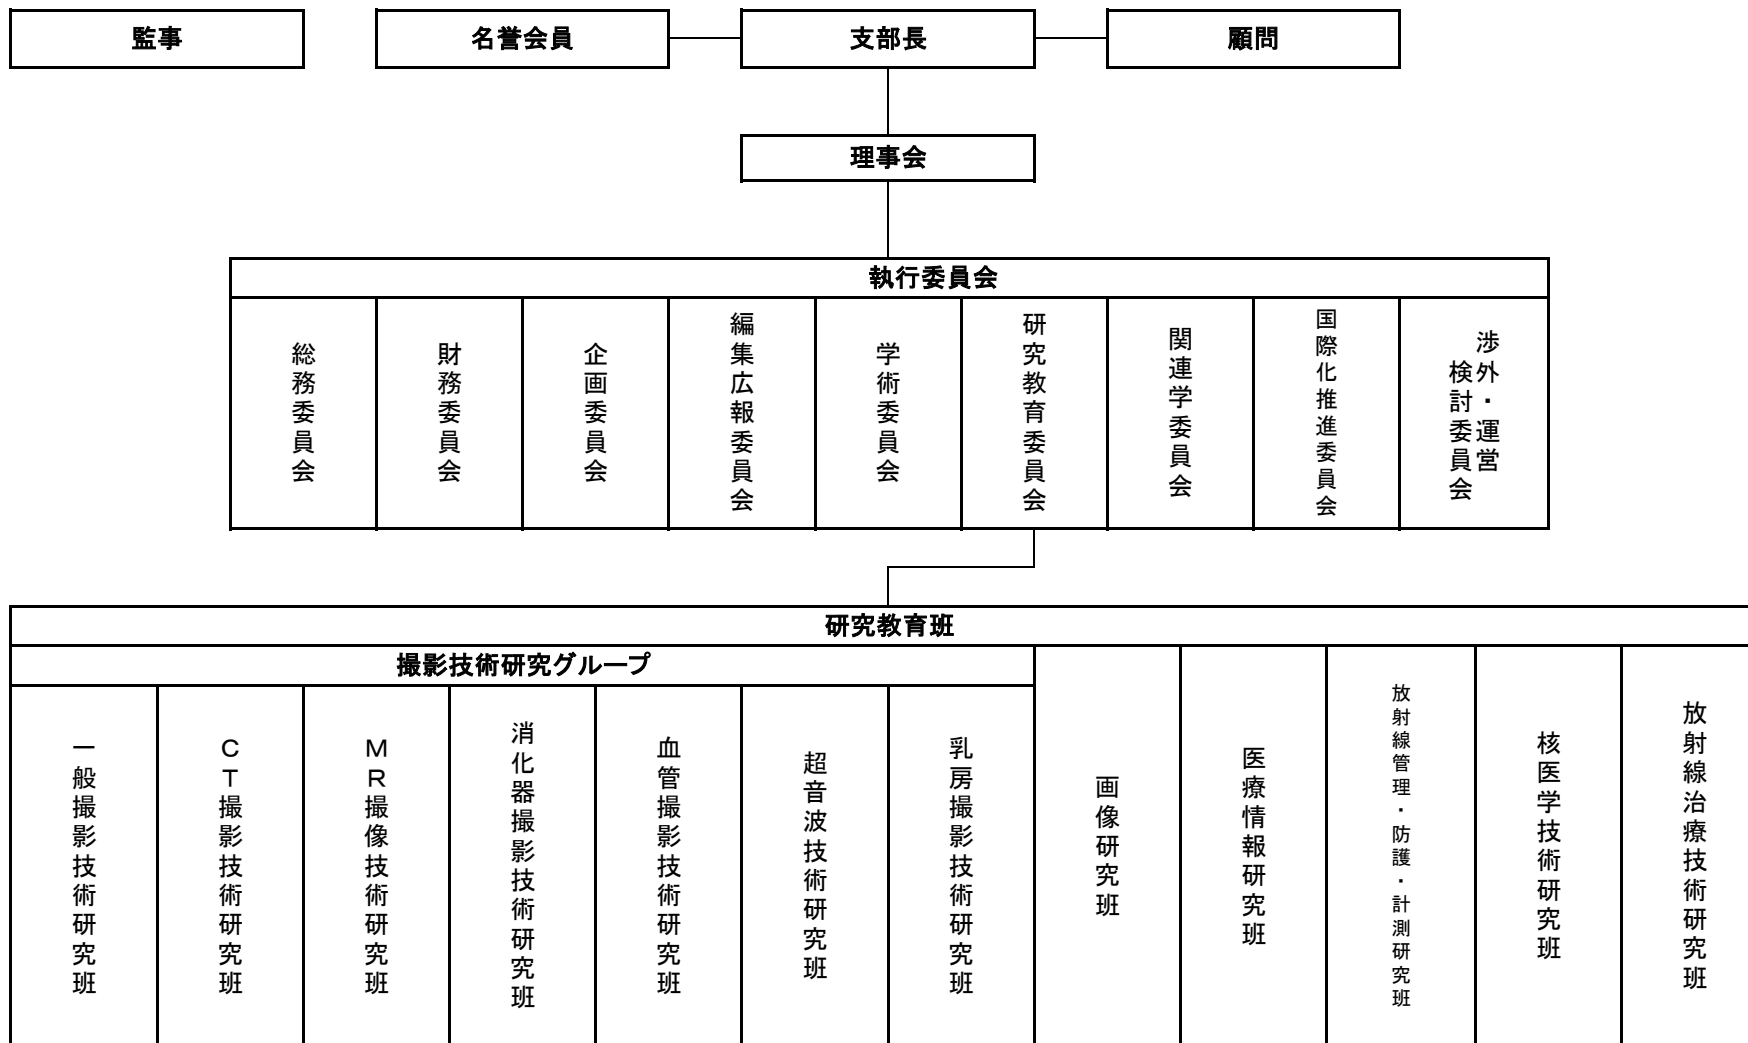 監事
名誉会員
支部長
顧問
理事会
執行委員会
総務委員会
財務委員会
企画委員会
編集広報委員会
学術委員会
研究教育委員会
関連学委員会
国際化推進委員会
渉外・運営
検討委員会
研究教育班
撮影技術研究グループ
一般撮影技術研究班
CT撮影技術研究班
MR撮像技術研究班
消化器撮影技術研究班
血管撮影技術研究班
超音波技術研究班
乳房撮影技術研究班
画像研究班
医療情報研究班
放射線管理・防護・計測研究班
核医学技術研究班
放射線治療技術研究班